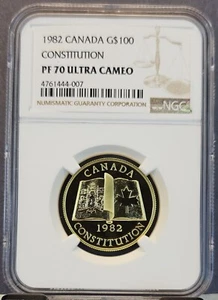 1982 CANADA G$100
CONSTITUTION
PF 70 ULTRA CAMEO
4761444-007
NUMISMATIC GUARANTY CORPORATION
NGC
CANADA
1982
CONSTITUTION